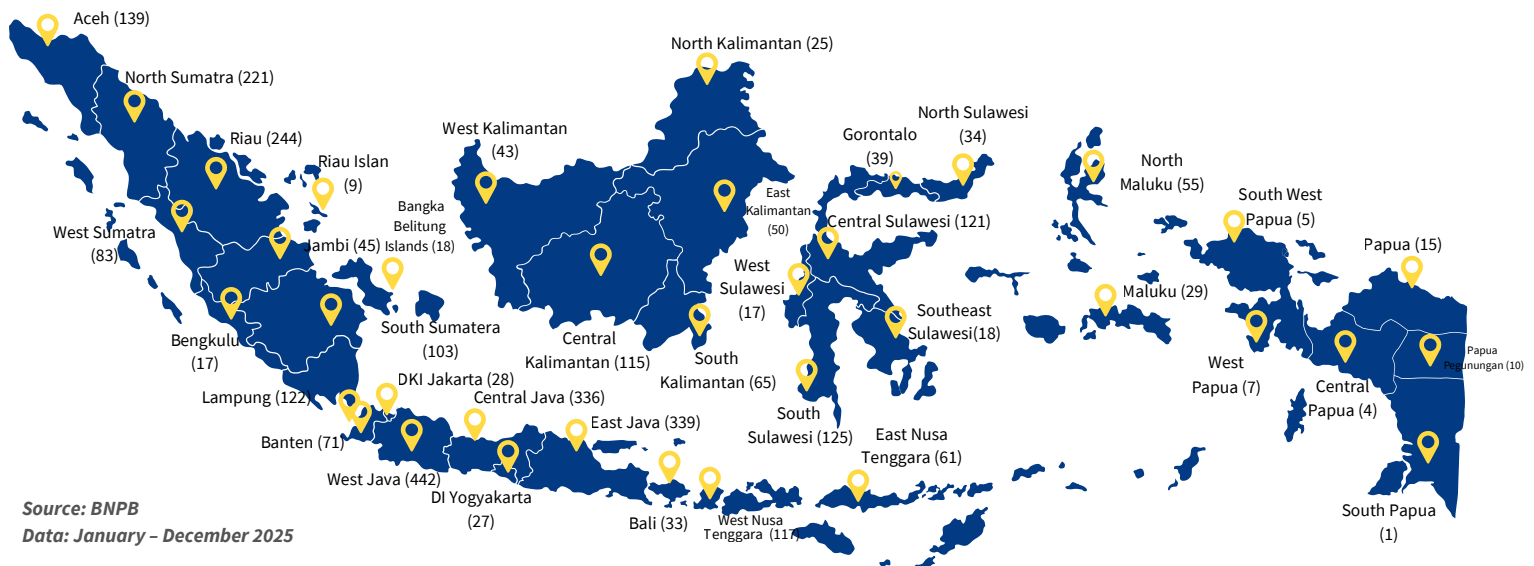 Aceh (139)
North Sumatra (221)
Riau (244)
Riau Islan
(9)
West Sumatra
(83)
Jambi (45)
Bangka
Belitung
Islands (18)
Bengkulu
(17)
South Sumatera
(103)
Lampung (122)
Banten (71)
DKI Jakarta (28)
Central Java (336)
East Java (339)
West Java (442)
DI Yogyakarta
(27)
Bali (33)
West Nusa
Tenggara (117)
East Nusa
Tenggara (61)
North Kalimantan (25)
West Kalimantan
(43)
East
Kalimantan
(50)
Central
Kalimantan (115)
South
Kalimantan (65)
North Sulawesi
(34)
Gorontalo
(39)
Central Sulawesi (121)
West
Sulawesi
(17)
Southeast
Sulawesi(18)
South
Sulawesi (125)
North
Maluku (55)
Maluku (29)
South West
Papua (5)
Papua (15)
West
Papua (7)
Central
Papua (4)
Papua
Pegunungan (10)
South Papua
(1)
Source: BNPB
Data: January – December 2025